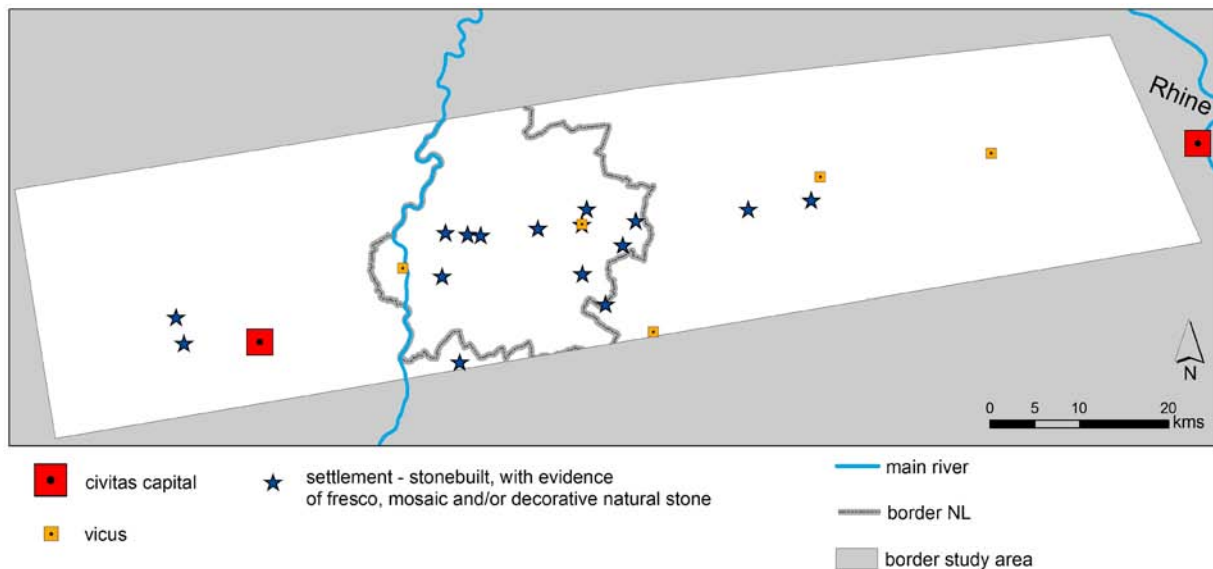 Rhine
N
0 5 10 20
kms
civitas capital
vicus
settlement - stonebuilt, with evidence
of fresco, mosaic and/or decorative natural stone
main river
border NL
border study area